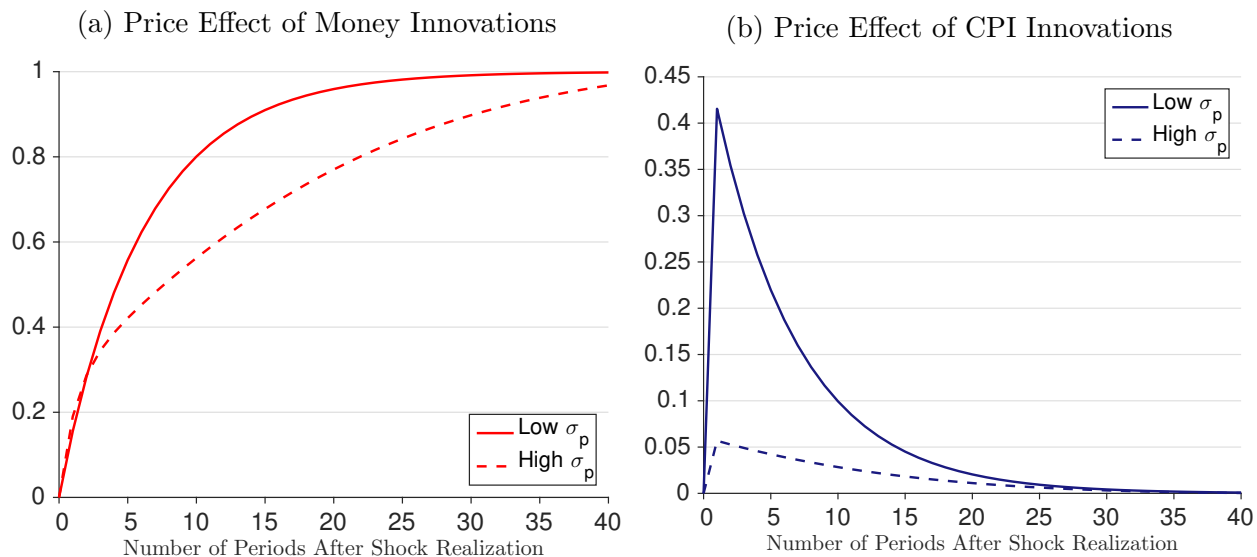 (a) Price Effect of Money Innovations
1
0.8
0.6
0.4
0.2
0
0 5 10 15 20 25 30 35 40
Low σp
High σp
Number of Periods After Shock Realization
(b) Price Effect of CPI Innovations
0.45
0.4
0.35
0.3
0.25
0.2
0.15
0.1
0.05
0
0 5 10 15 20 25 30 35 40
Low σp
High σp
Number of Periods After Shock Realization